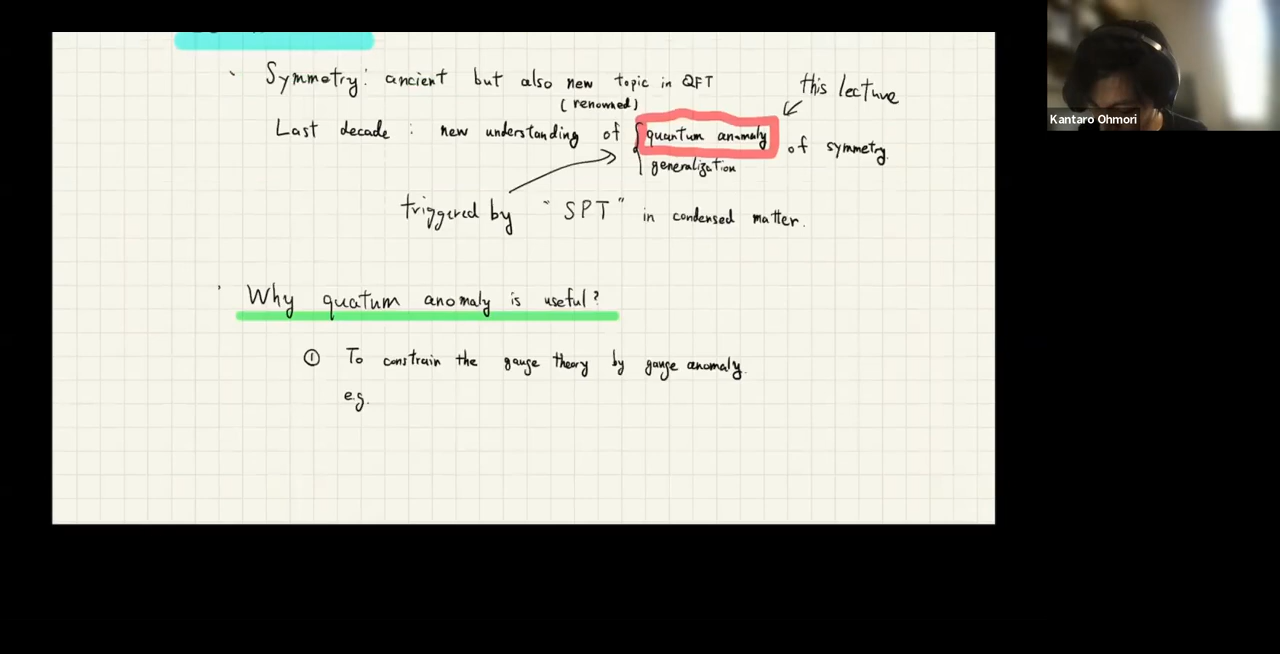 · Symmetry: ancient but also new topic in QFT
(renowned)
this lecture
Last decade : new understanding of { quantum anomaly
generalization
of symmetry.
triggered by "SPT" in condensed matter.
· Why quatum anomaly is useful?
① To constrain the gauge theory by gauge anomaly.
e.g.
Kantaro Ohmori